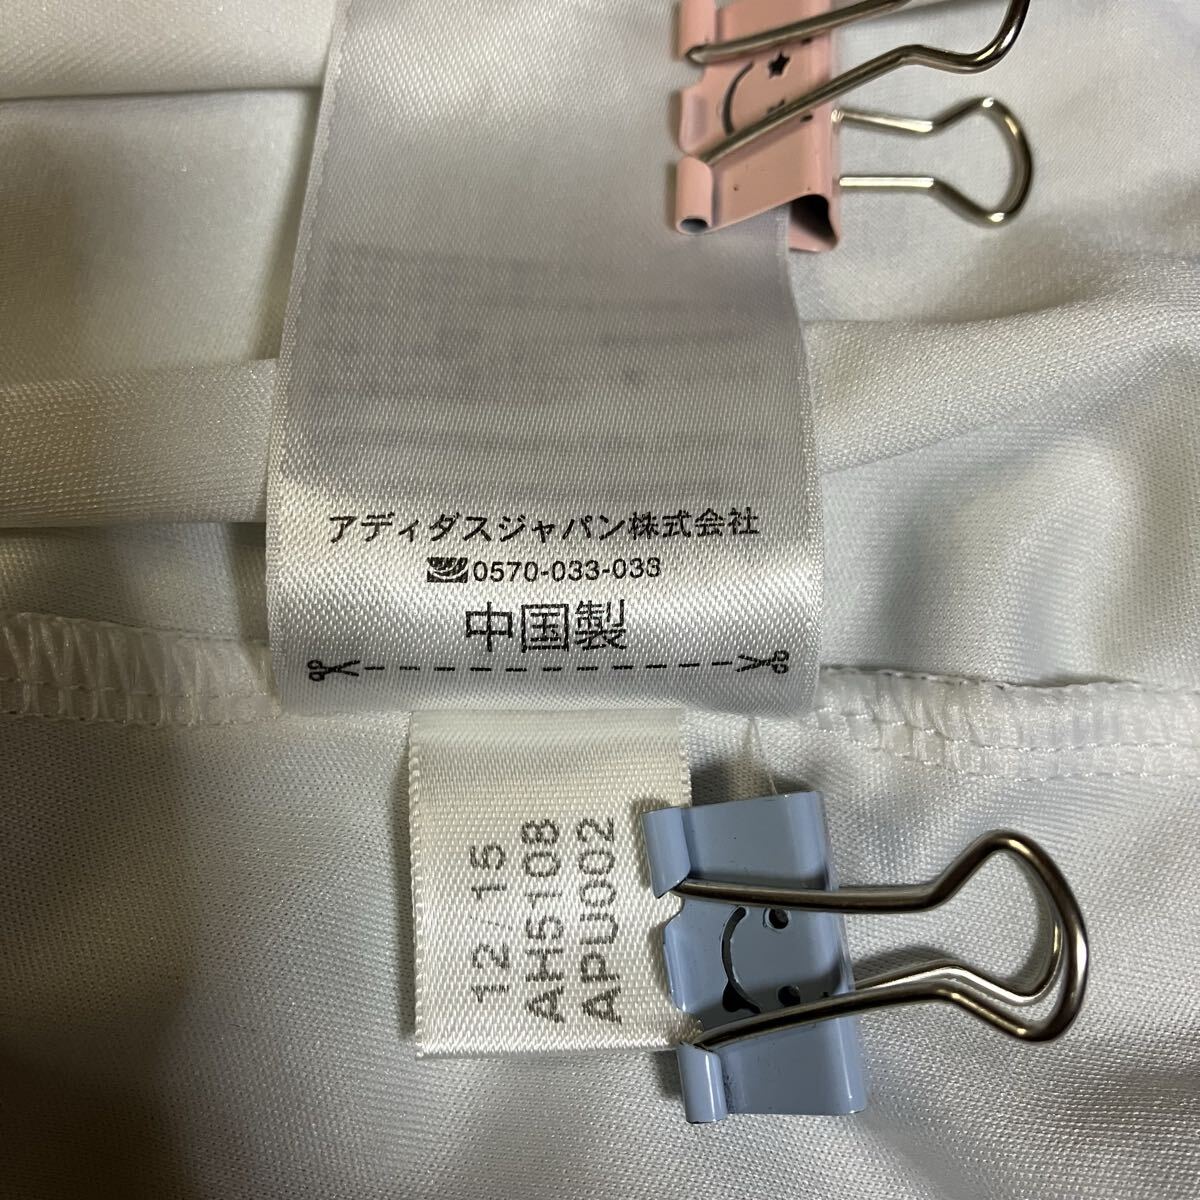 アディダスジャパン株式会社
0570-033-033
中国製
12/15
AH5108
APU002